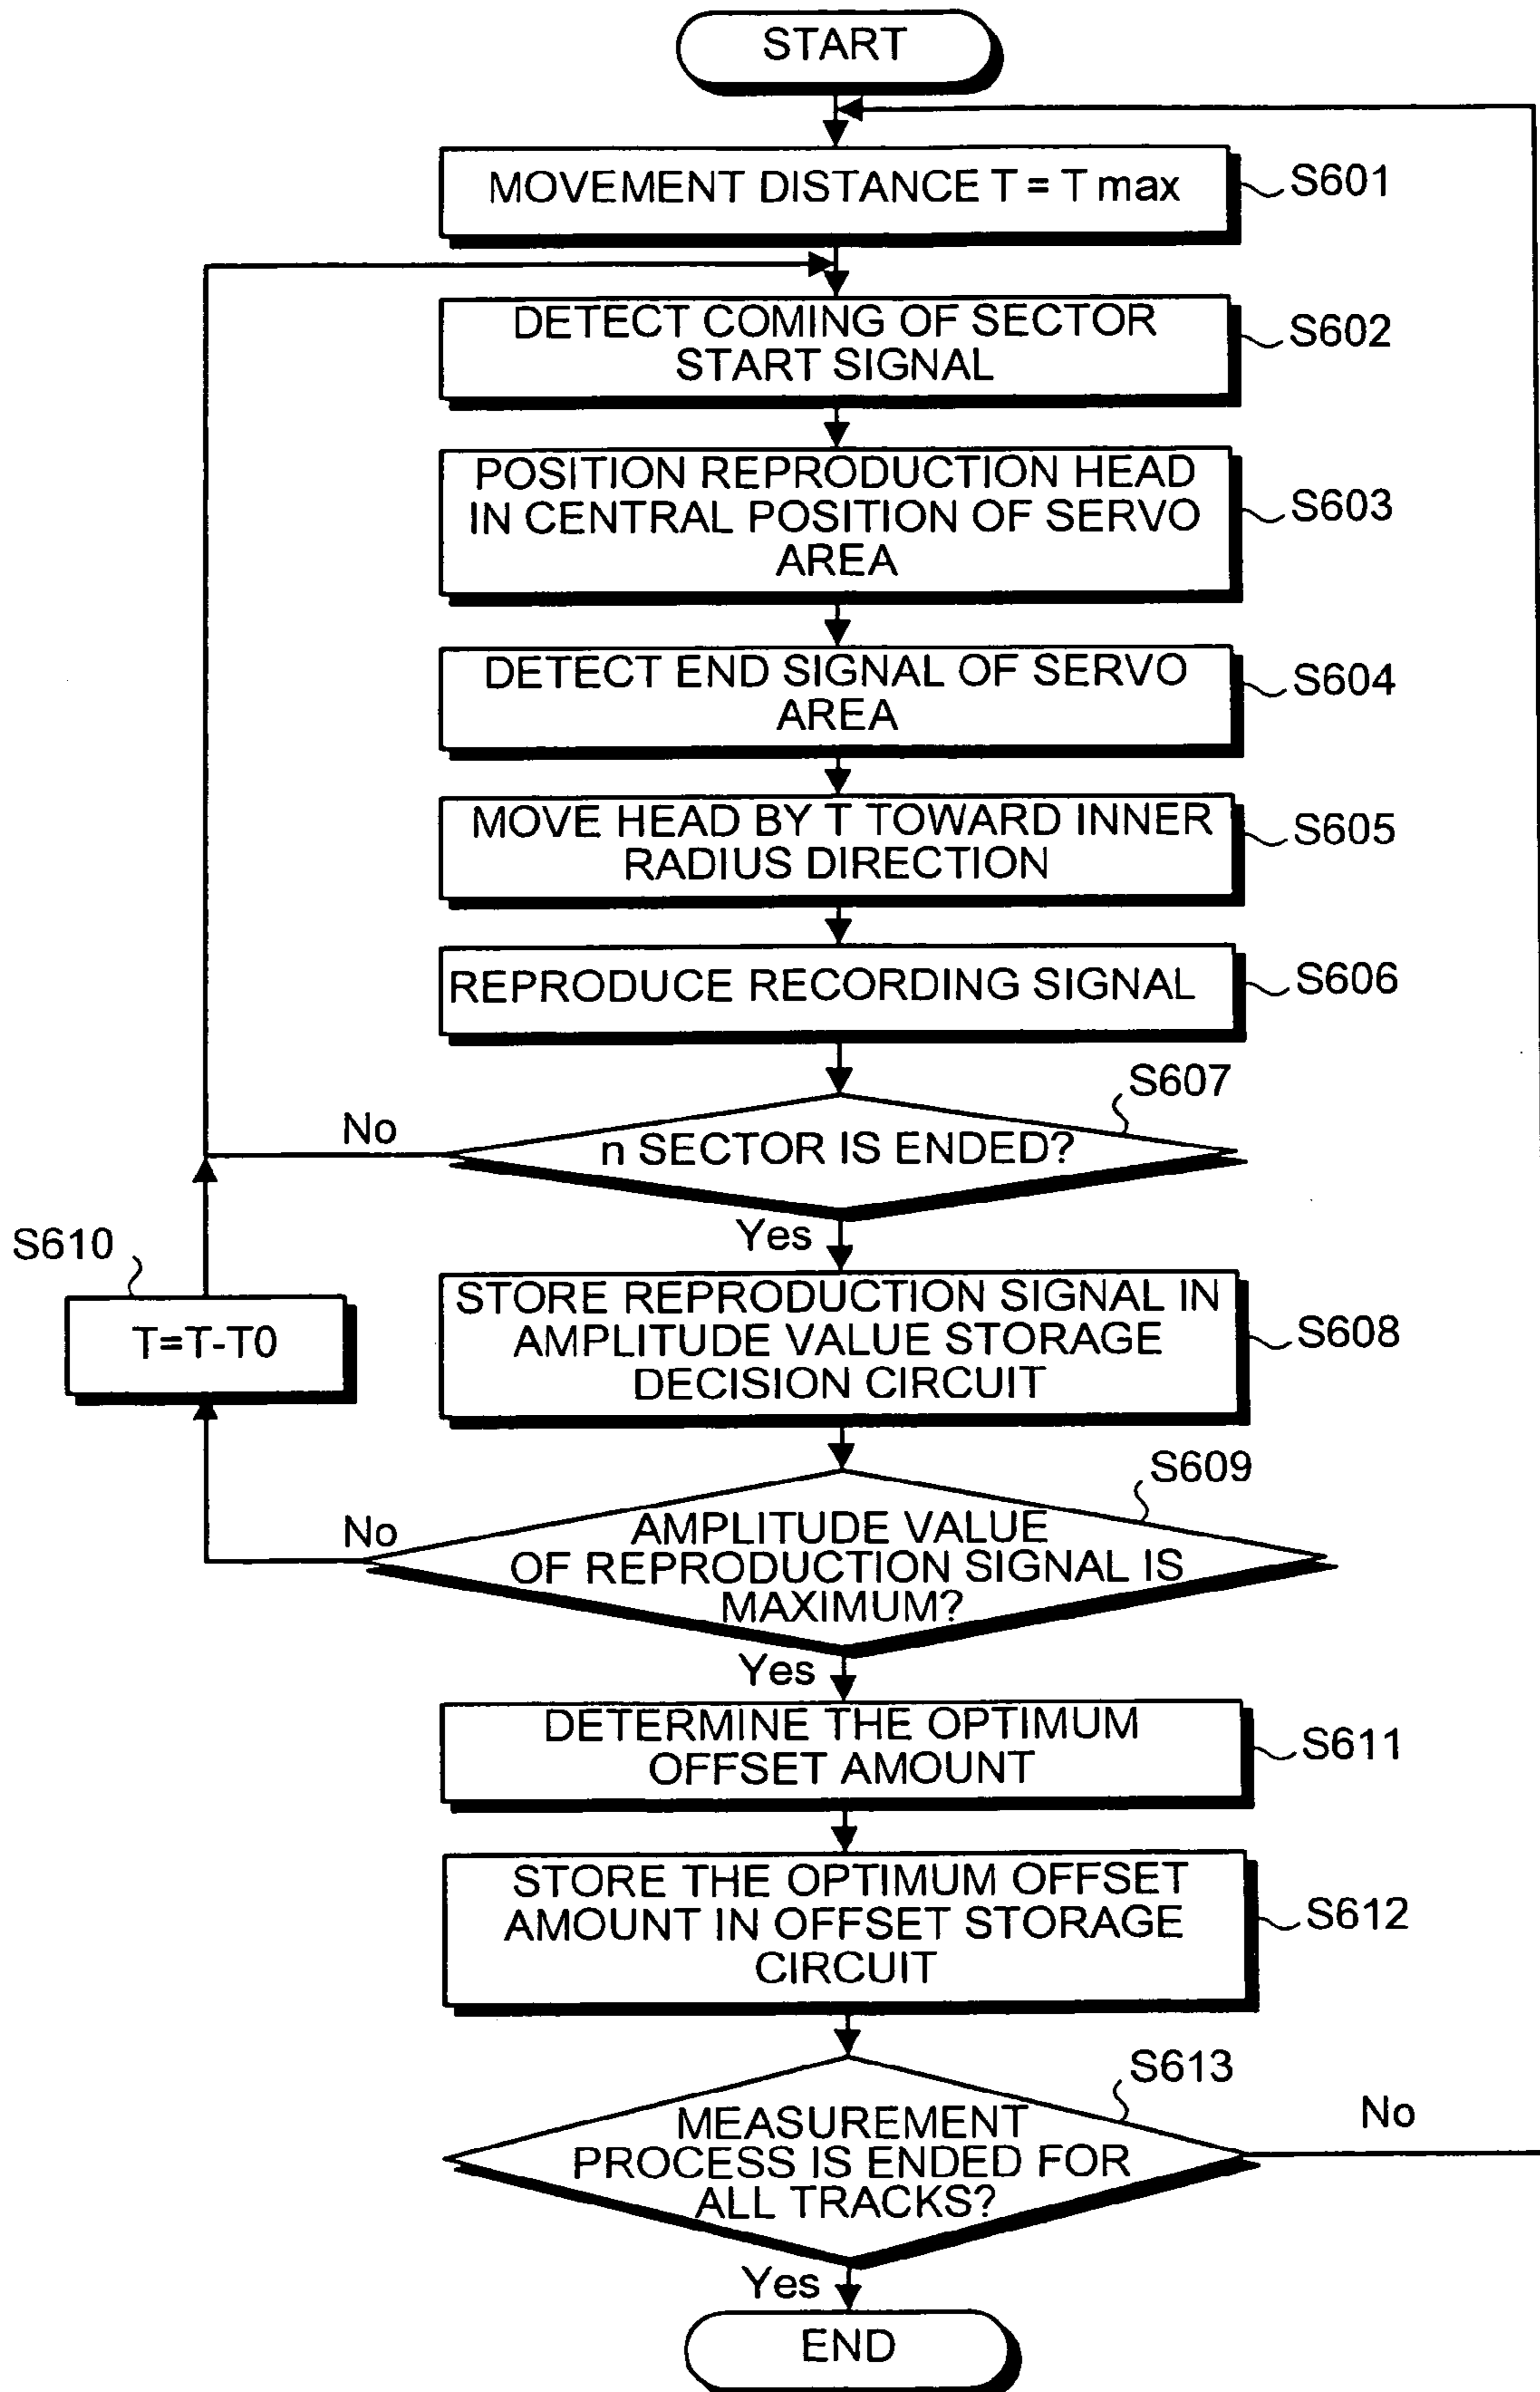 START
MOVEMENT DISTANCE T = T max
S601
DETECT COMING OF SECTOR
START SIGNAL
S602
POSITION REPRODUCTION HEAD
IN CENTRAL POSITION OF SERVO
AREA
S603
DETECT END SIGNAL OF SERVO
AREA
S604
MOVE HEAD BY T TOWARD INNER
RADIUS DIRECTION
S605
REPRODUCE RECORDING SIGNAL
S606
S607
No
n SECTOR IS ENDED?
Yes
S610
T=T-T0
STORE REPRODUCTION SIGNAL IN
AMPLITUDE VALUE STORAGE
DECISION CIRCUIT
S608
S609
No
AMPLITUDE VALUE
OF REPRODUCTION SIGNAL IS
MAXIMUM?
Yes
DETERMINE THE OPTIMUM
OFFSET AMOUNT
S611
STORE THE OPTIMUM OFFSET
AMOUNT IN OFFSET STORAGE
CIRCUIT
S612
S613
No
MEASUREMENT
PROCESS IS ENDED FOR
ALL TRACKS?
Yes
END